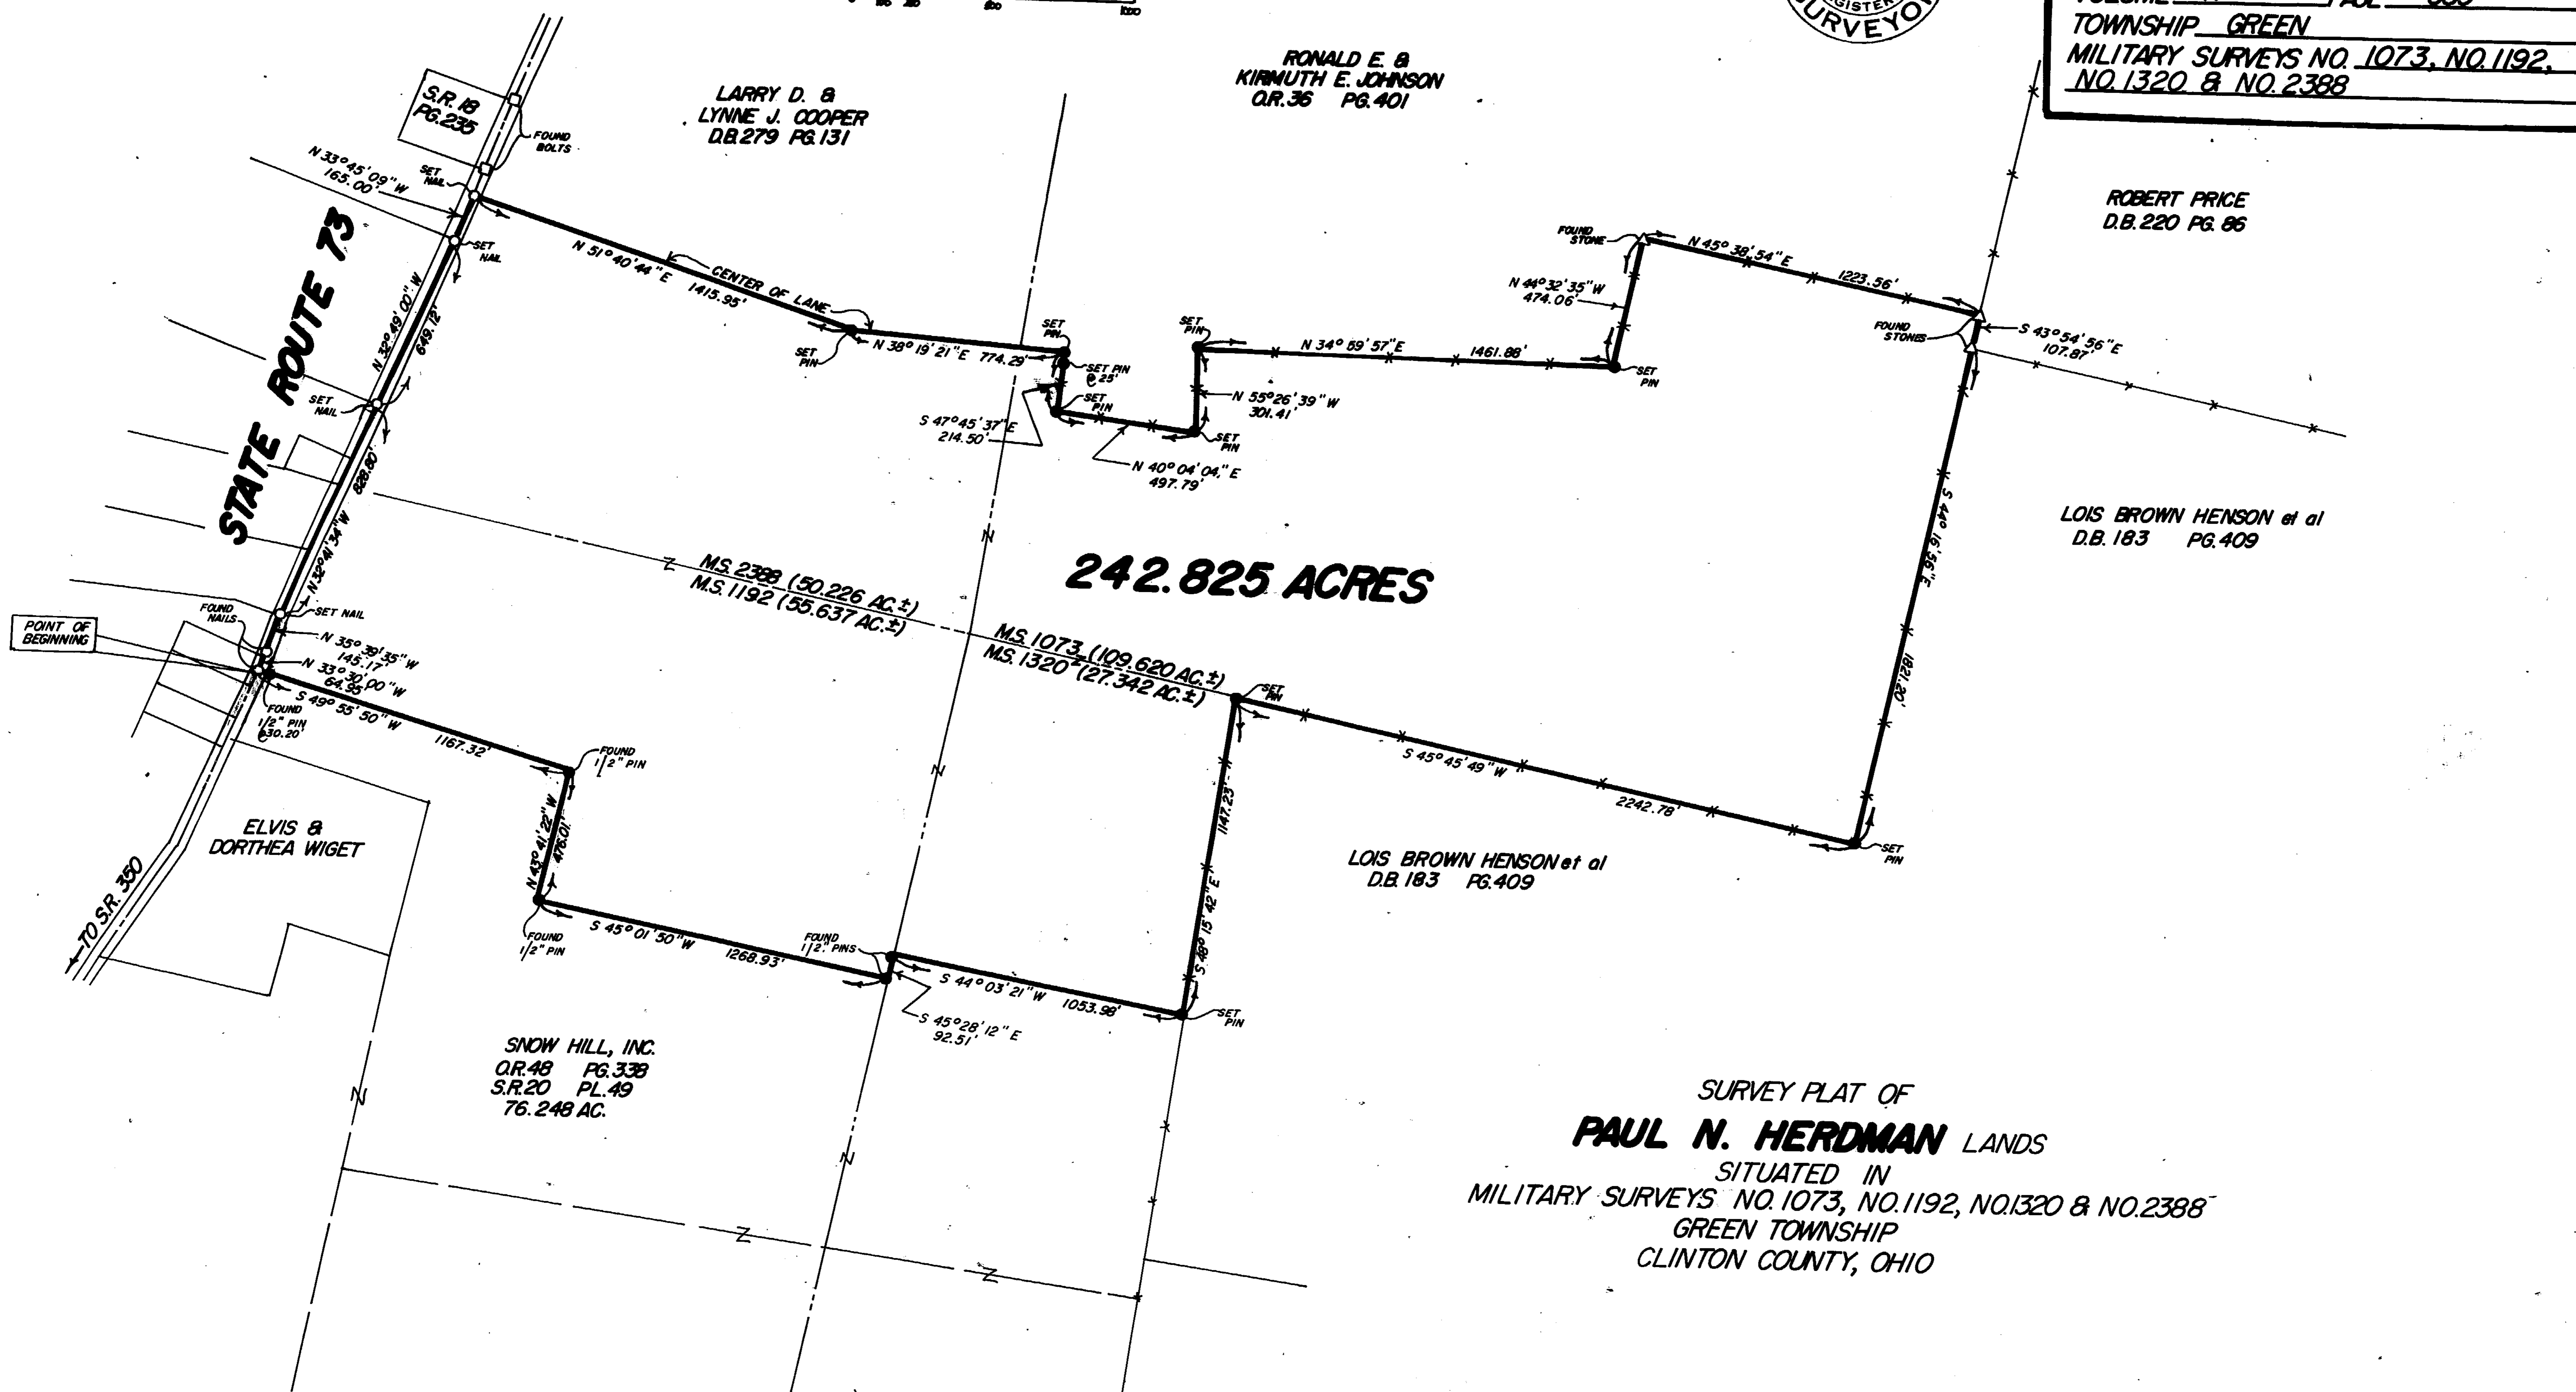 500
1000
REGISTERED
SURVEYOR
TOWNSHIP GREEN
MILITARY SURVEYS NO. 1073, NO. 1192,
NO. 1320 & NO. 2388
RONALD E. &
KIRMUTH E. JOHNSON
O.R. 36 PG. 401
LARRY D. &
LYNNE J. COOPER
D.B. 279 PG. 131
S.R. 18
PG. 235
FOUND
BOLTS
N 33° 45' 09" W
165.00'
SET
NAIL
SET
NAIL
STATE ROUTE 73
N 32° 49' 00" W
649.12'
N 51° 40' 44" E
1415.95'
CENTER OF LANE
SET
PIN
N 38° 19' 21" E 774.29'
SET
PIN
SET PIN
@ 25'
SET
PIN
S 47° 45' 37" E
214.50'
N 40° 04' 04" E
497.79'
SET
PIN
N 55° 26' 39" W
301.41'
SET
PIN
N 34° 59' 57" E 1461.88'
SET
PIN
N 44° 32' 35" W
474.06'
FOUND
STONE
N 45° 38' 54" E
1223.56'
FOUND
STONES
S 43° 54' 56" E
107.87'
ROBERT PRICE
D.B. 220 PG. 86
LOIS BROWN HENSON et al
D.B. 183 PG. 409
S 44° 16' 56" E
1821.20'
SET
NAIL
828.80'
N 32° 41' 34" W
242.825 ACRES
M.S. 2388 (50.226 AC.±)
M.S. 1192 (55.637 AC.±)
M.S. 1073 (109.620 AC.±)
M.S. 1320 (27.342 AC.±)
FOUND
NAILS
SET NAIL
POINT OF
BEGINNING
N 35° 39' 35" W
145.17'
N 33° 30' 00" W
64.95'
S 49° 55' 50" W
1167.32'
FOUND
1/2" PIN
@30.20'
FOUND
1/2" PIN
N 43° 41' 22" W
476.01'
FOUND
1/2" PIN
S 45° 01' 50" W
1268.93'
FOUND
1/2" PINS
S 45° 28' 12" E
92.51'
S 44° 03' 21" W
1053.98'
SET
PIN
S 48° 15' 42" E
1147.23'
SET
PIN
S 45° 45' 49" W
2242.78'
SET
PIN
LOIS BROWN HENSON et al
D.B. 183 PG. 409
ELVIS &
DORTHEA WIGET
TO S.R. 350
SNOW HILL, INC.
O.R. 48 PG. 338
S.R. 20 PL. 49
76.248 AC.
SURVEY PLAT OF
PAUL N. HERDMAN LANDS
SITUATED IN
MILITARY SURVEYS NO. 1073, NO. 1192, NO. 1320 & NO. 2388
GREEN TOWNSHIP
CLINTON COUNTY, OHIO